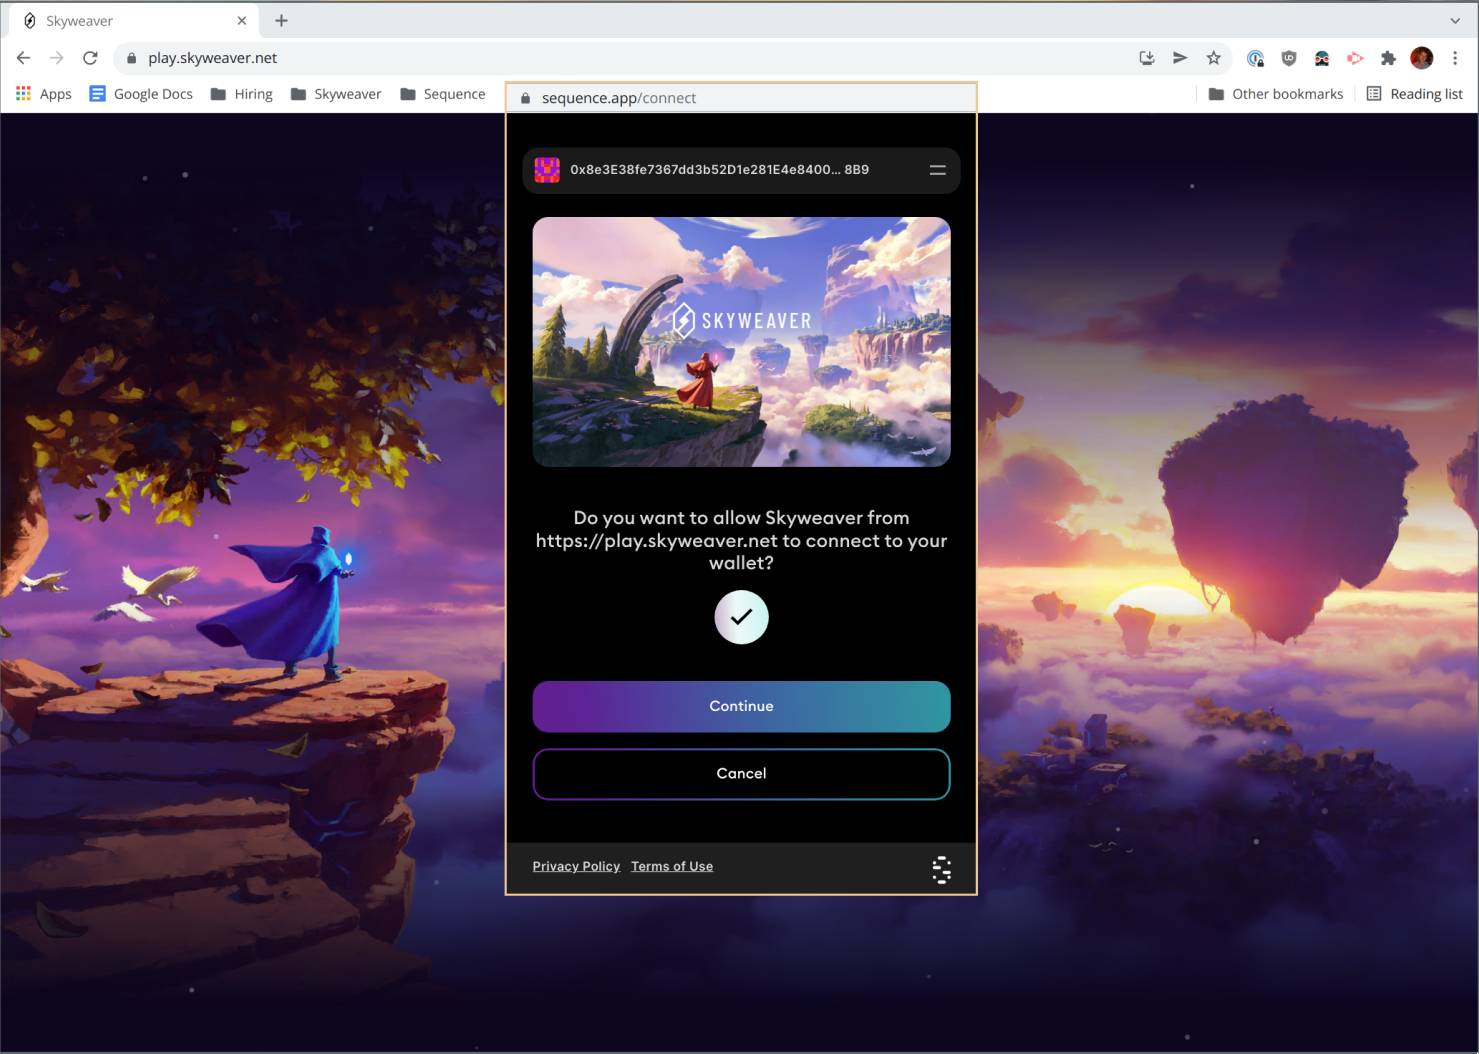 Skyweaver
play.skyweaver.net
Apps
Google Docs
Hiring
Skyweaver
Sequence
Other bookmarks
Reading list
sequence.app/connect
0x8e3E38fe7367dd3b52D1e281E4e8400... 8B9
SKYWEAVER
Do you want to allow Skyweaver from
https://play.skyweaver.net to connect to your
wallet?
Continue
Cancel
Privacy Policy Terms of Use